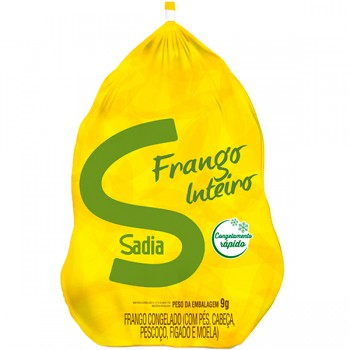 Frango
Inteiro
S
Sadia
Congelamento
rápido
PESO DA EMBALAGEM 9g
FRANGO CONGELADO (COM PÉS, CABEÇA,
PESCOÇO, FÍGADO E MOELA)